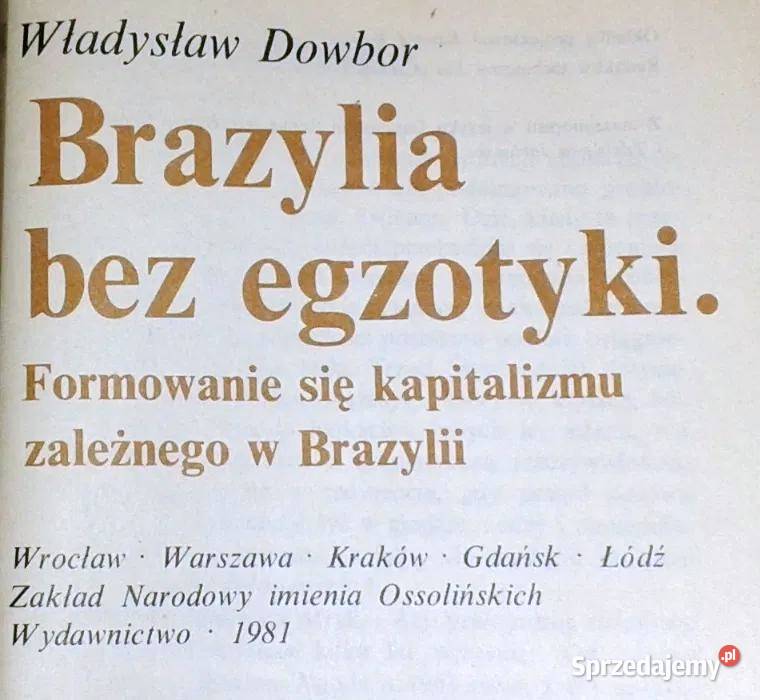 Władysław Dowbor
Brazylia
bez egzotyki.
Formowanie się kapitalizmu
zależnego w Brazylii
Wrocław · Warszawa · Kraków · Gdańsk · Łódź
Zakład Narodowy imienia Ossolińskich
Wydawnictwo · 1981
Sprzedajemy.pl